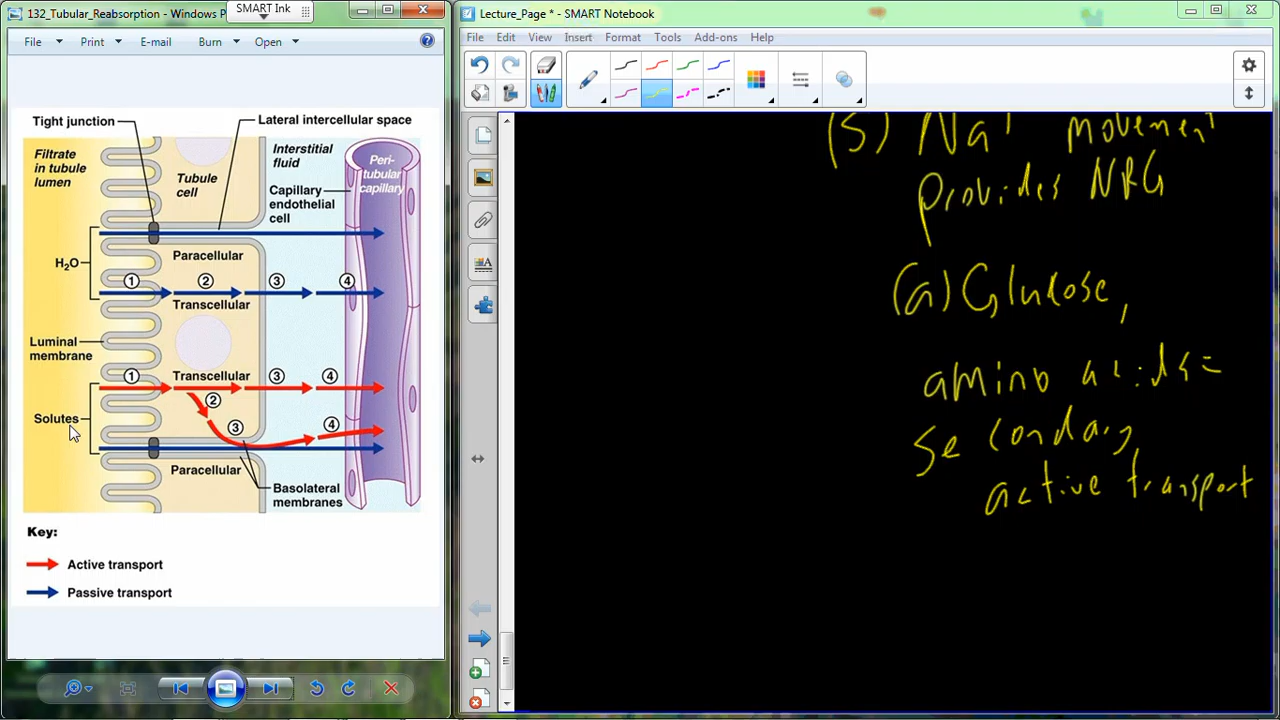 132_Tubular_Reabsorption - Windows P
SMART Ink
File
Print
E-mail
Burn
Open
Tight junction
Lateral intercellular space
Filtrate
in tubule
lumen
Tubule
cell
Interstitial
fluid
Peri-
tubular
capillary
Capillary
endothelial
cell
H2O
Paracellular
1
2
3
4
Transcellular
Luminal
membrane
Transcellular
1
3
4
2
Solutes
3
4
Paracellular
Basolateral
membranes
Key:
Active transport
Passive transport
Lecture_Page * - SMART Notebook
File
Edit
View
Insert
Format
Tools
Add-ons
Help
(5) Na+ movement
provides NRG
(a) Glucose,
amino acids =
secondary
active transport